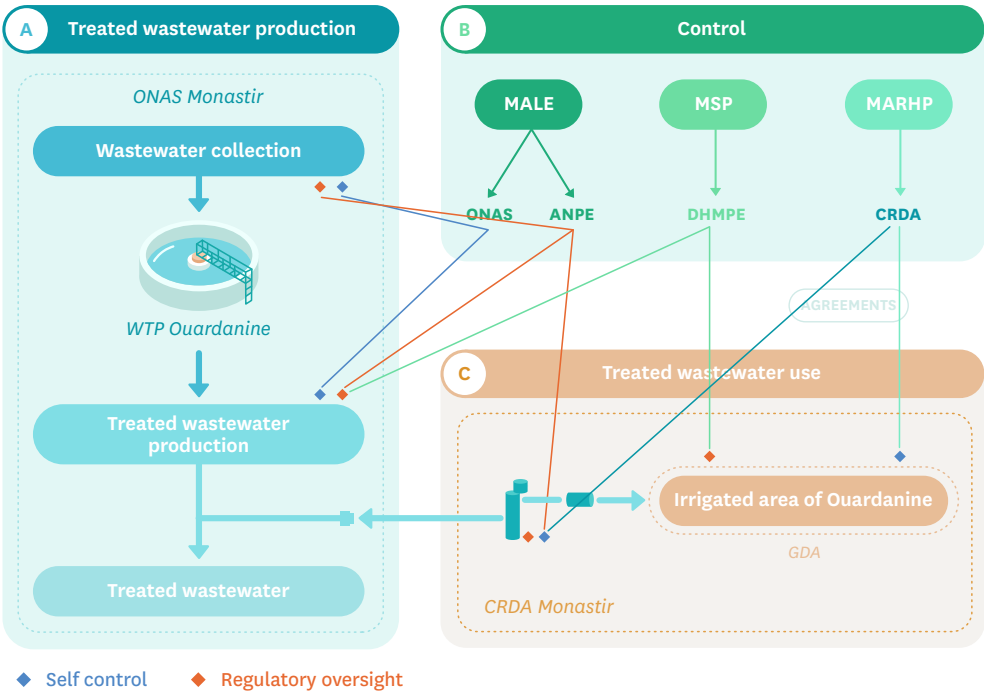 A
Treated wastewater production
ONAS Monastir
Wastewater collection
WTP Ouardanine
Treated wastewater
production
Treated wastewater
B
Control
MALE
MSP
MARHP
ONAS
ANPE
DHMPE
CRDA
AGREEMENTS
C
Treated wastewater use
Irrigated area of Ouardanine
GDA
CRDA Monastir
Self control
Regulatory oversight